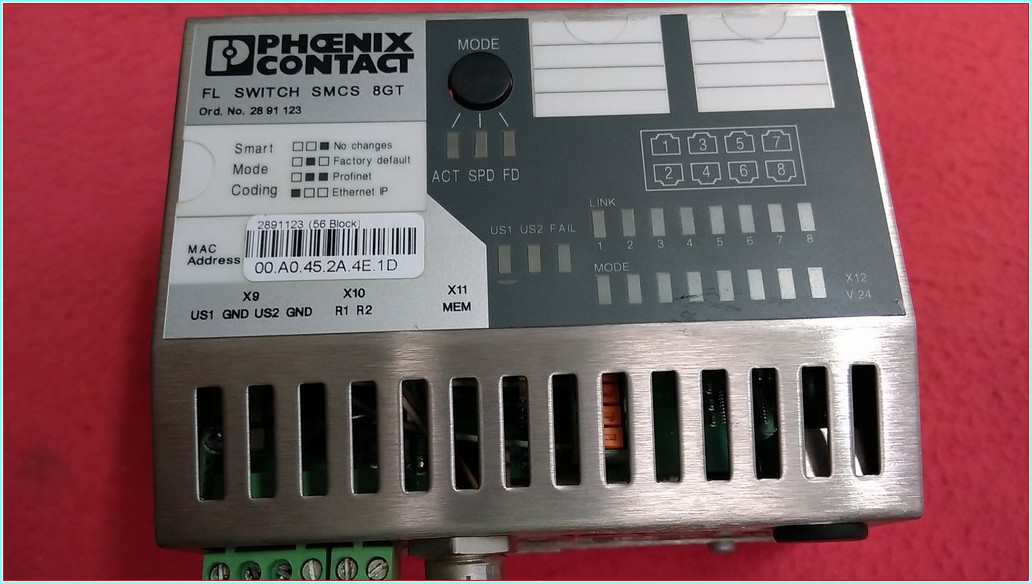 PHŒNIX
CONTACT
FL SWITCH SMCS 8GT
Ord. No. 28 91 123
Smart
Mode
Coding
No changes
Factory default
Profinet
Ethernet IP
2891123 (56 Block)
MAC
Address
00.A0.45.2A.4E.1D
X9
X10
X11
US1 GND US2 GND
R1 R2
MEM
MODE
ACT SPD FD
1 3 5 7
2 4 6 8
US1 US2 FAIL
LINK
1 2 3 4 5 6 7 8
MODE
X12
V.24